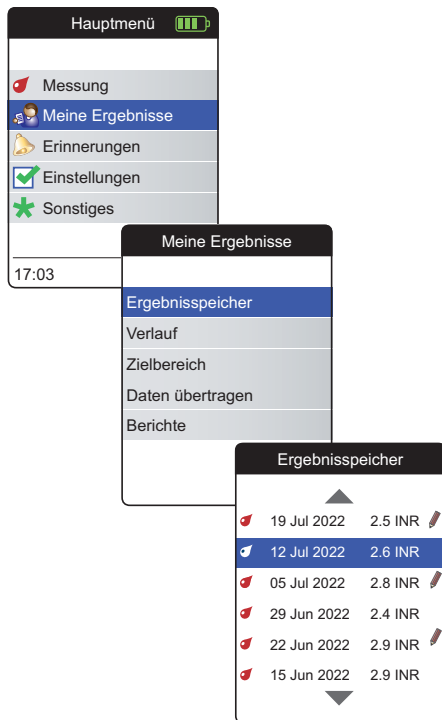 Hauptmenü
Messung
Meine Ergebnisse
Erinnerungen
Einstellungen
Sonstiges
17:03
Meine Ergebnisse
Ergebnisspeicher
Verlauf
Zielbereich
Daten übertragen
Berichte
Ergebnisspeicher
19 Jul 2022 2.5 INR
12 Jul 2022 2.6 INR
05 Jul 2022 2.8 INR
29 Jun 2022 2.4 INR
22 Jun 2022 2.9 INR
15 Jun 2022 2.9 INR